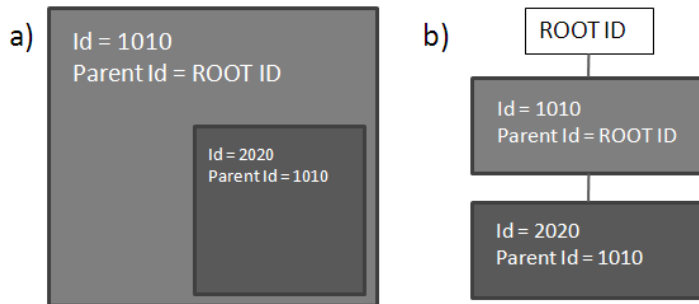 a)
Id = 1010
Parent Id = ROOT ID
Id = 2020
Parent Id = 1010
b)
ROOT ID
Id = 1010
Parent Id = ROOT ID
Id = 2020
Parent Id = 1010